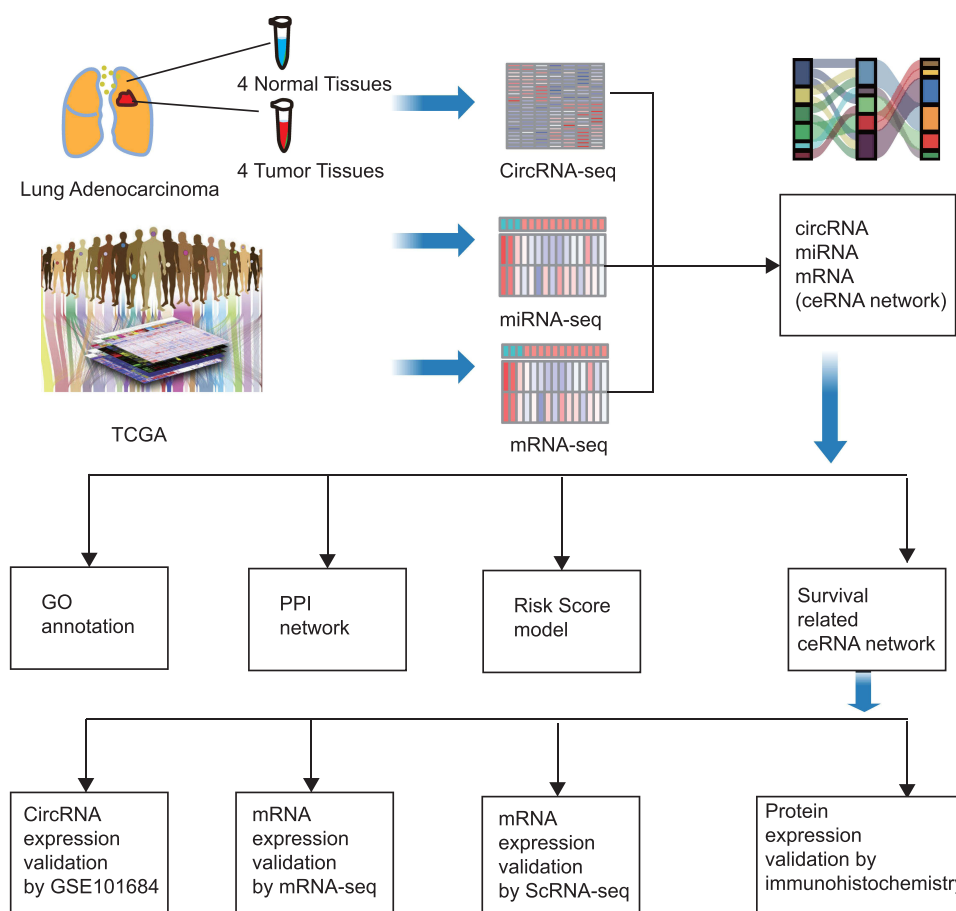 4 Normal Tissues
4 Tumor Tissues
Lung Adenocarcinoma
CircRNA-seq
miRNA-seq
mRNA-seq
TCGA
circRNA
miRNA
mRNA
(ceRNA network)
GO
annotation
PPI
network
Risk Score
model
Survival
related
ceRNA network
CircRNA
expression
validation
by GSE101684
mRNA
expression
validation
by mRNA-seq
mRNA
expression
validation
by ScRNA-seq
Protein
expression
validation by
immunohistochemistry